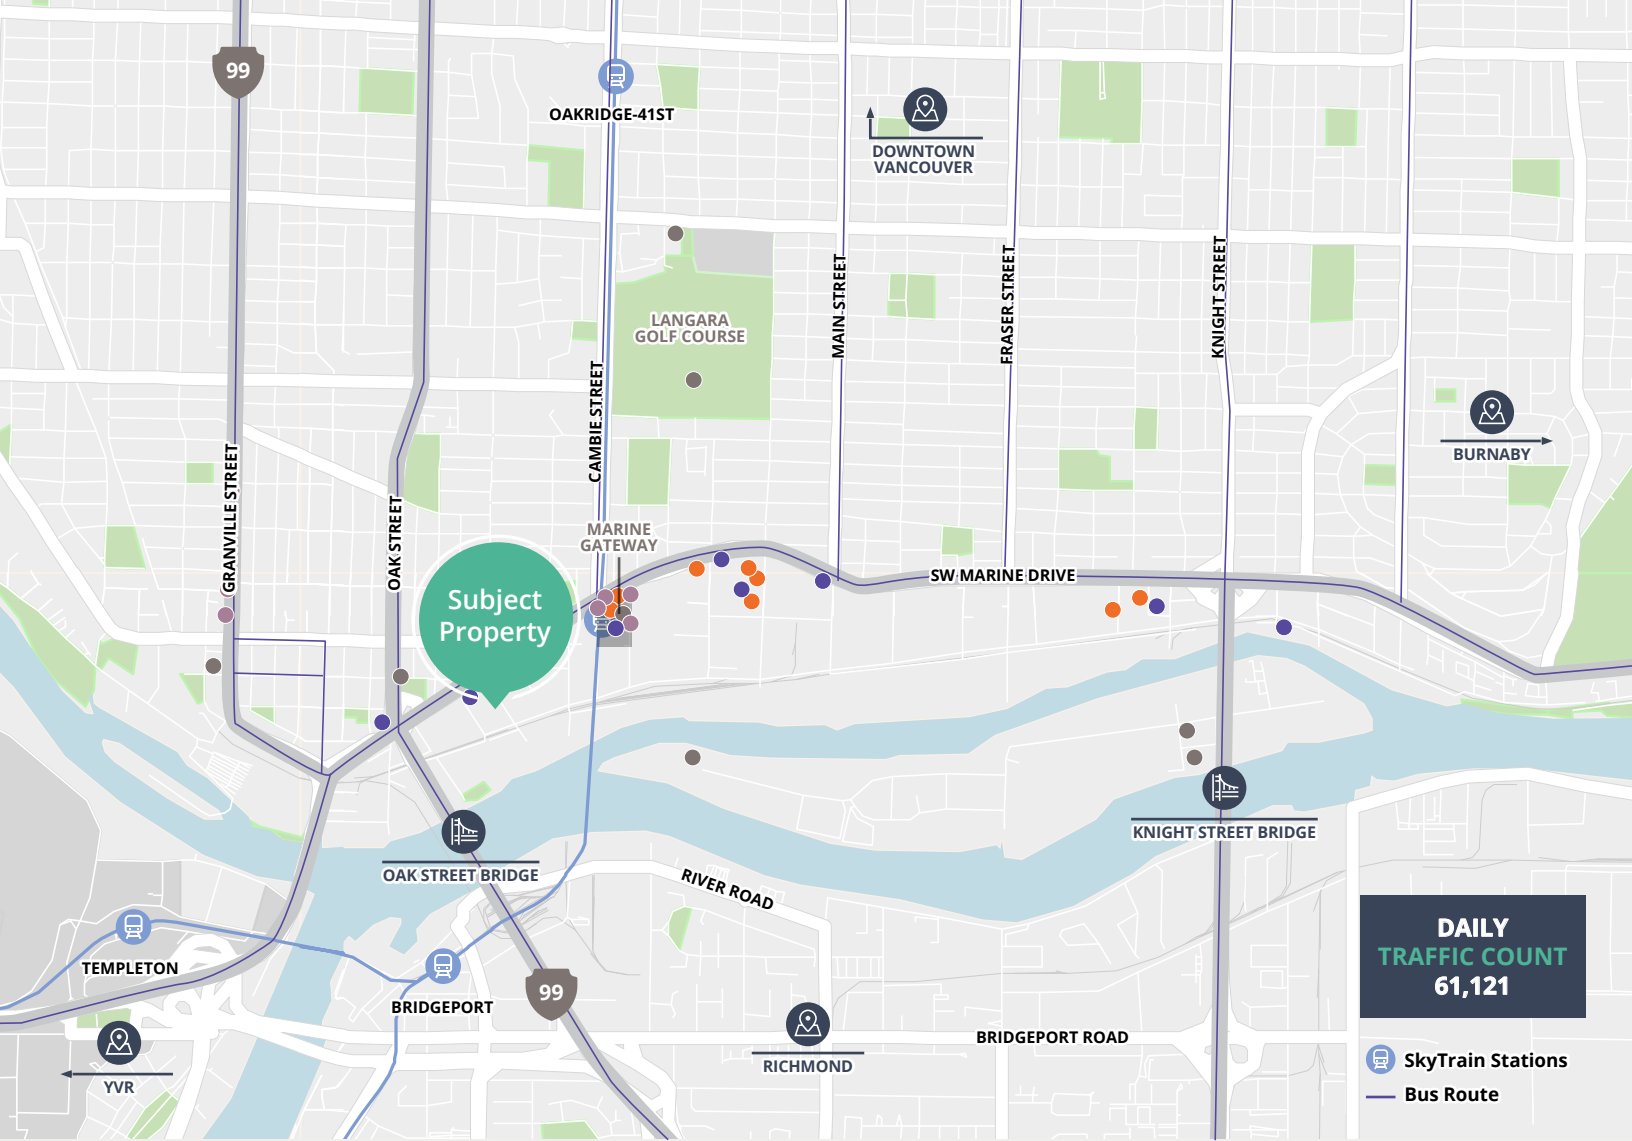 99
OAKRIDGE-41ST
DOWNTOWN
VANCOUVER
LANGARA
GOLF COURSE
MAIN STREET
FRASER STREET
KNIGHT STREET
CAMBIE STREET
GRANVILLE STREET
OAK STREET
BURNABY
MARINE
GATEWAY
SW MARINE DRIVE
Subject
Property
KNIGHT STREET BRIDGE
OAK STREET BRIDGE
RIVER ROAD
TEMPLETON
BRIDGEPORT
99
BRIDGEPORT ROAD
RICHMOND
YVR
DAILY
TRAFFIC COUNT
61,121
SkyTrain Stations
Bus Route